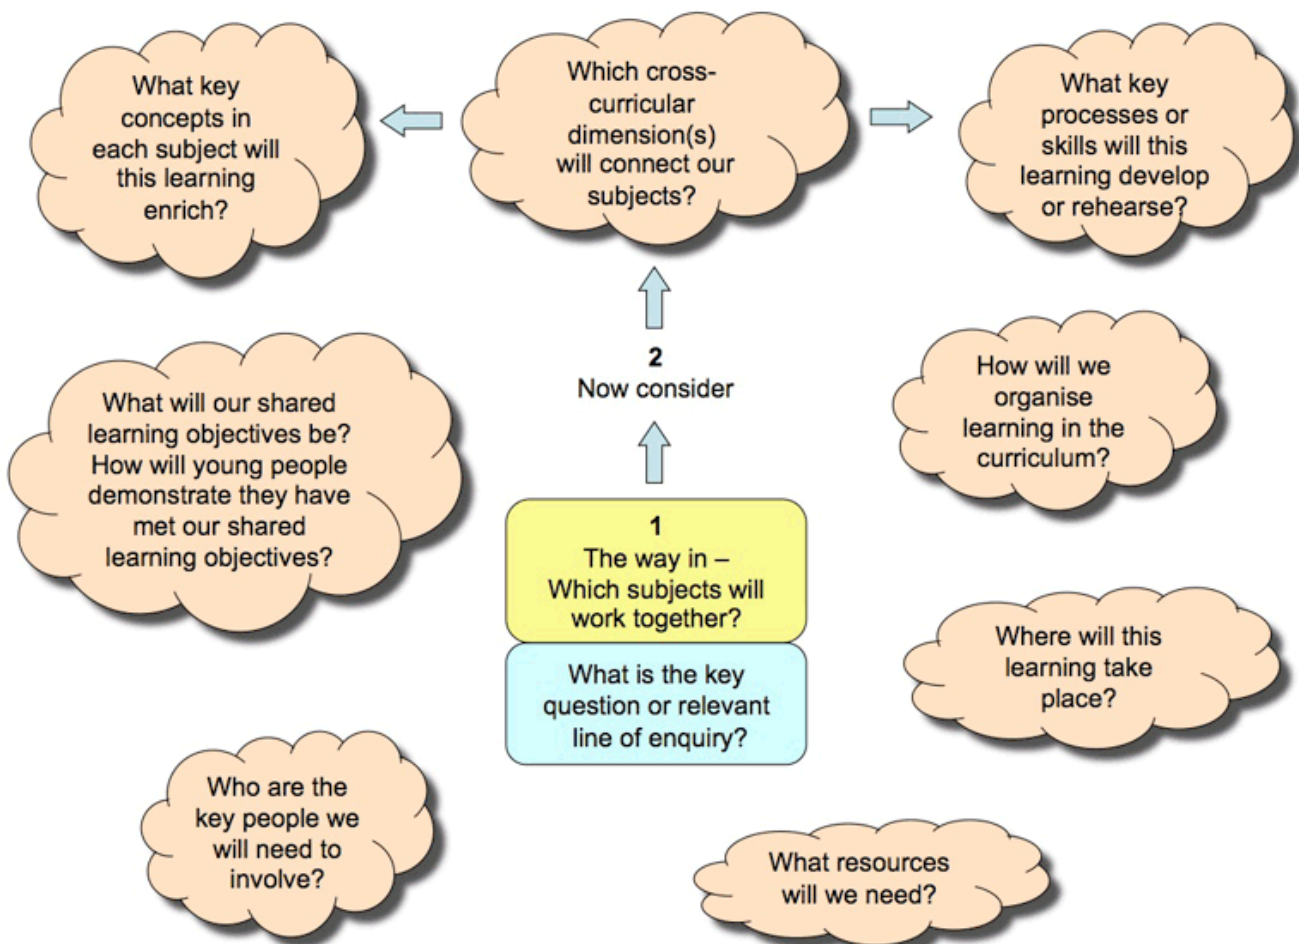 What key
concepts in
each subject will
this learning
enrich?
Which cross-
curricular
dimension(s)
will connect our
subjects?
What key
processes or
skills will this
learning develop
or rehearse?
2
Now consider
What will our shared
learning objectives be?
How will young people
demonstrate they have
met our shared
learning objectives?
How will we
organise
learning in the
curriculum?
1
The way in –
Which subjects will
work together?
What is the key
question or relevant
line of enquiry?
Where will this
learning take
place?
Who are the
key people we
will need to
involve?
What resources
will we need?